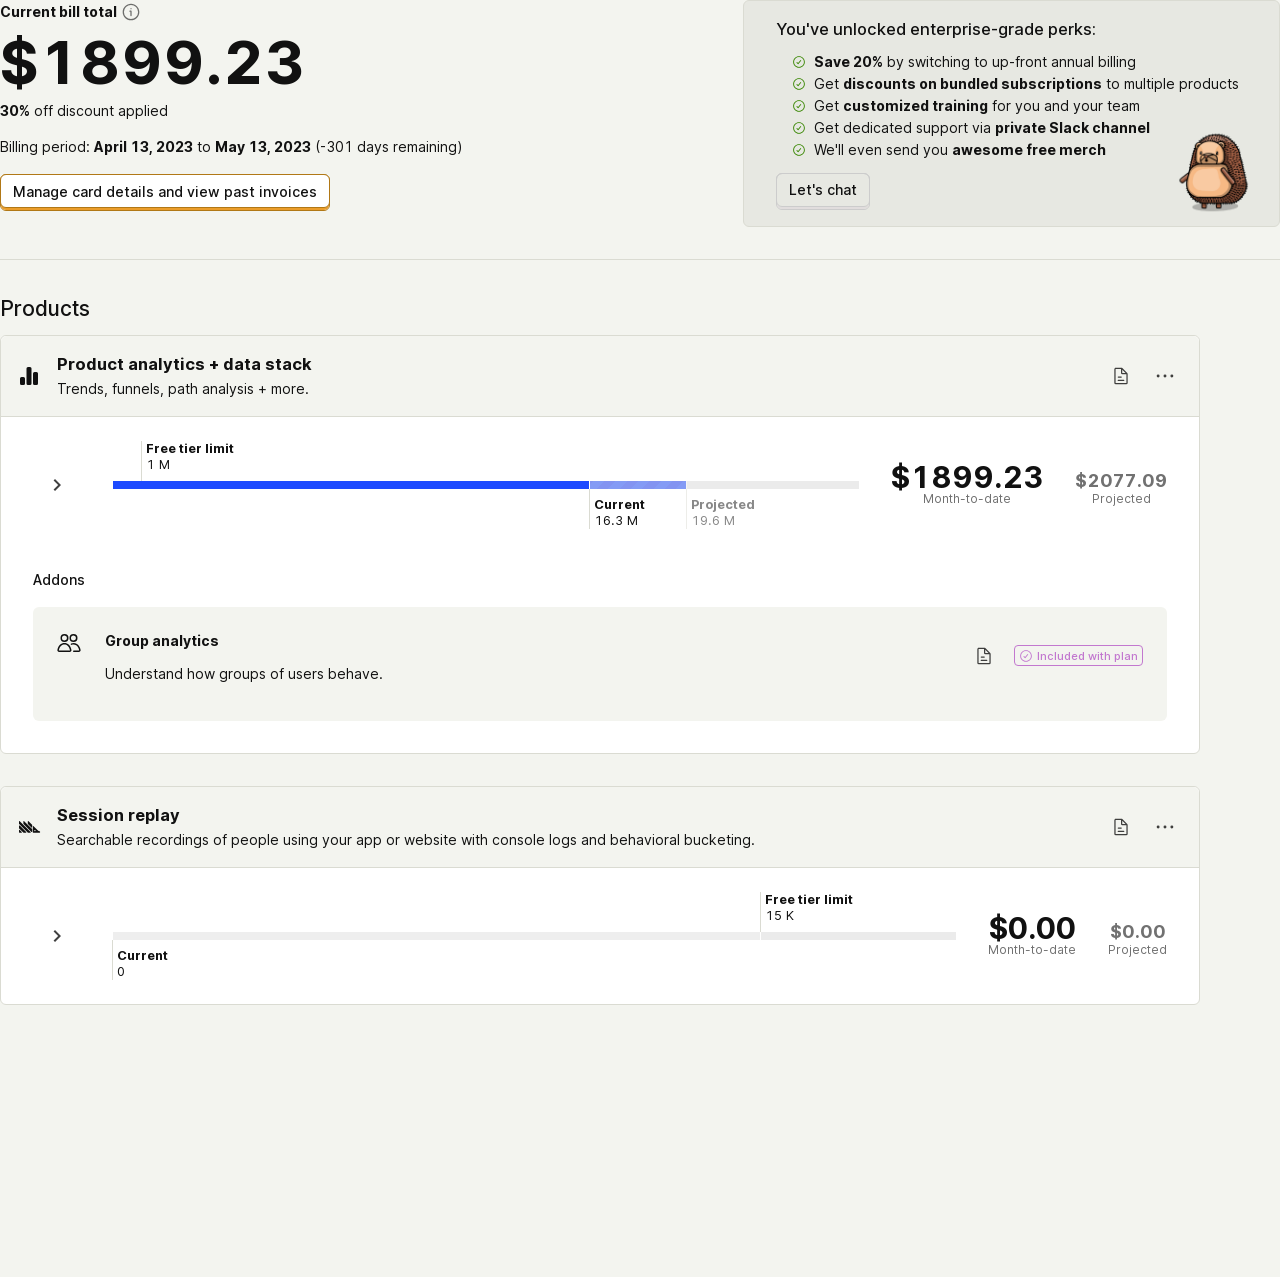 Current bill total
$1899.23
30% off discount applied
Billing period: April 13, 2023 to May 13, 2023 (-301 days remaining)
Manage card details and view past invoices
You've unlocked enterprise-grade perks:
Save 20% by switching to up-front annual billing
Get discounts on bundled subscriptions to multiple products
Get customized training for you and your team
Get dedicated support via private Slack channel
We'll even send you awesome free merch
Let's chat
Products
Product analytics + data stack
Trends, funnels, path analysis + more.
Free tier limit
1 M
Current
16.3 M
Projected
19.6 M
$1899.23
Month-to-date
$2077.09
Projected
Addons
Group analytics
Understand how groups of users behave.
Included with plan
Session replay
Searchable recordings of people using your app or website with console logs and behavioral bucketing.
Free tier limit
15 K
Current
0
$0.00
Month-to-date
$0.00
Projected